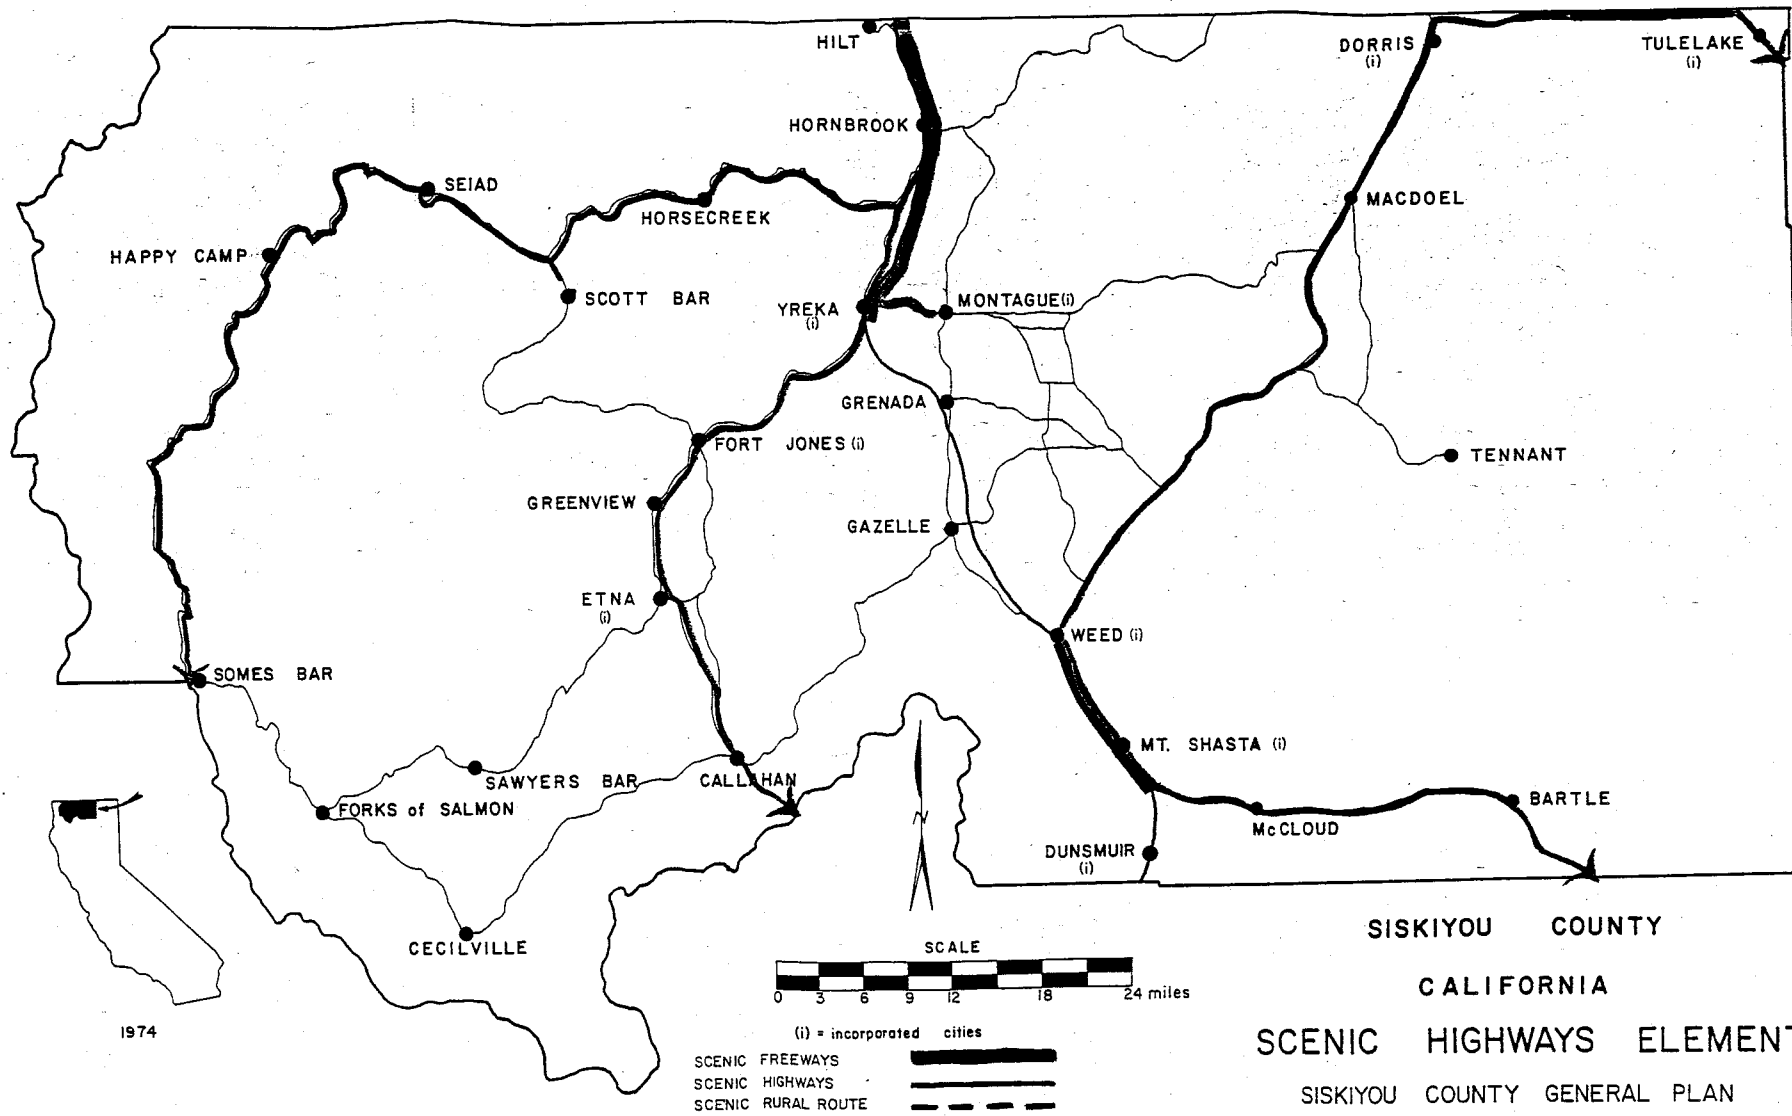 HILT
DORRIS
(i)
TULELAKE
(i)
HORNBROOK
SEIAD
HORSECREEK
MACDOEL
HAPPY CAMP
SCOTT BAR
YREKA
(i)
MONTAGUE(i)
GRENADA
FORT JONES (i)
TENNANT
GREENVIEW
GAZELLE
ETNA
(i)
WEED (i)
SOMES BAR
MT. SHASTA (i)
SAWYERS BAR
CALLAHAN
FORKS of SALMON
BARTLE
McCLOUD
DUNSMUIR
(i)
N
CECILVILLE
SISKIYOU COUNTY
CALIFORNIA
SCENIC HIGHWAYS ELEMENT
SISKIYOU COUNTY GENERAL PLAN
SCALE
0 3 6 9 12 18 24 miles
1974
(i) = incorporated cities
SCENIC FREEWAYS
SCENIC HIGHWAYS
SCENIC RURAL ROUTE